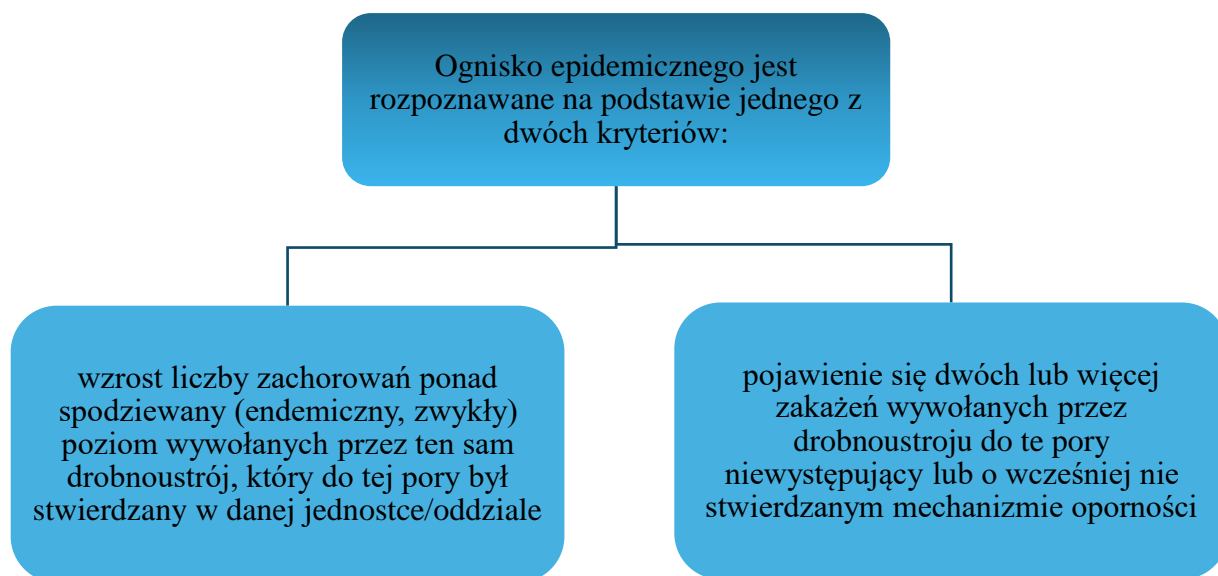 Ognisko epidemicznego jest
rozpoznawane na podstawie jednego z
dwóch kryteriów:
wzrost liczby zachorowań ponad
spodziewany (endemiczny, zwykły)
poziom wywołanych przez ten sam
drobnoustrój, który do tej pory był
stwierdzany w danej jednostce/oddziale
pojawienie się dwóch lub więcej
zakażeń wywołanych przez
drobnoustroju do te pory
niewystępujący lub o wcześniej nie
stwierdzanym mechanizmie oporności